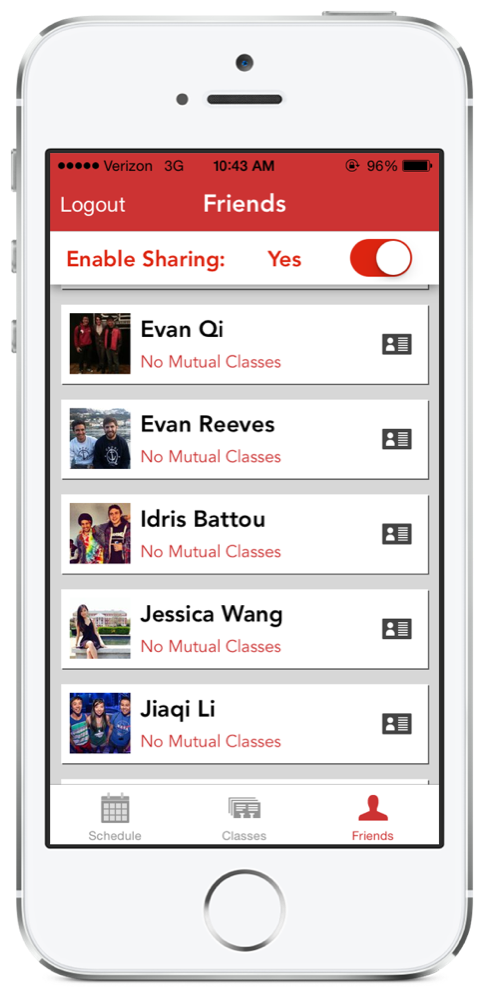 Verizon 3G 10:43 AM 96%
Logout Friends
Enable Sharing: Yes
Evan Qi
No Mutual Classes
Evan Reeves
No Mutual Classes
Idris Battou
No Mutual Classes
Jessica Wang
No Mutual Classes
Jiaqi Li
No Mutual Classes
Schedule Classes Friends